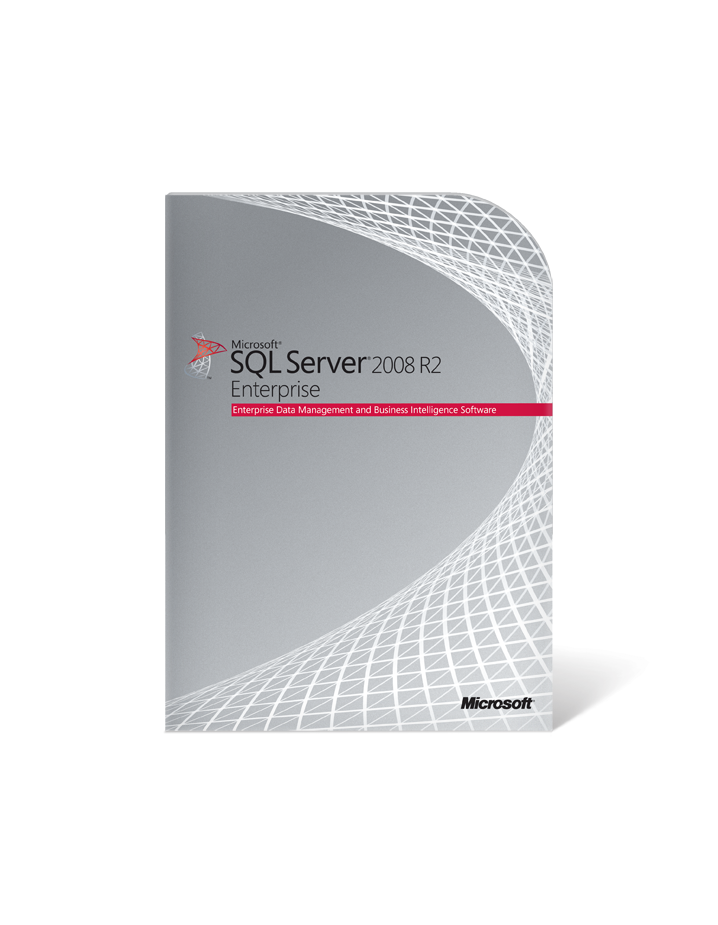 Microsoft®
SQL Server® 2008 R2
Enterprise
Enterprise Data Management and Business Intelligence Software
Microsoft®